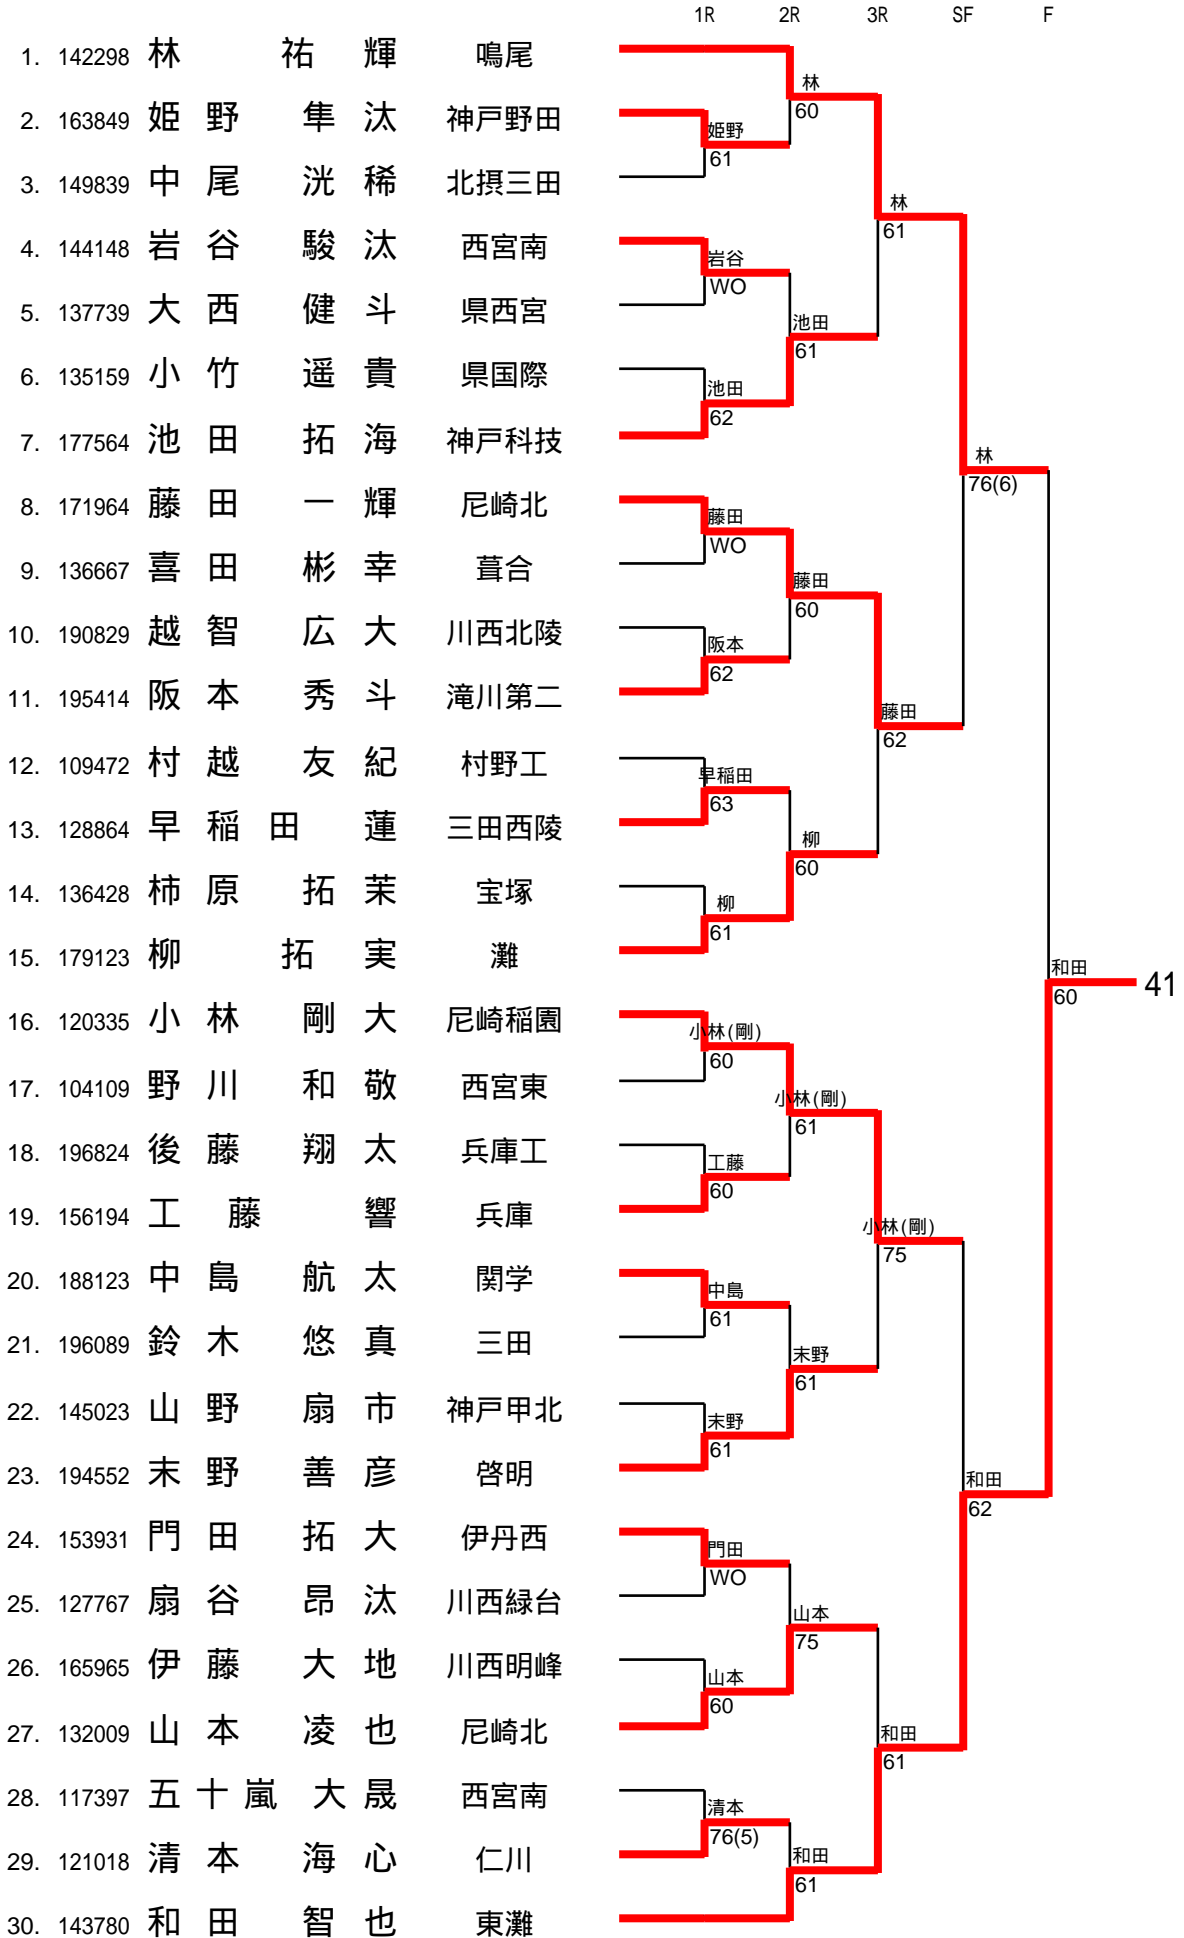 1R 2R 3R SF F
1. 142298 林 祐 輝 鳴尾
林
60
2. 163849 姫 野 隼 汰 神戸野田
姫野
61
3. 149839 中 尾 洸 稀 北摂三田
林
61
4. 144148 岩 谷 駿 汰 西宮南
岩谷
WO
5. 137739 大 西 健 斗 県西宮
池田
61
6. 135159 小 竹 遥 貴 県国際
池田
62
7. 177564 池 田 拓 海 神戸科技
林
76(6)
8. 171964 藤 田 一 輝 尼崎北
藤田
WO
9. 136667 喜 田 彬 幸 葺合
藤田
60
10. 190829 越 智 広 大 川西北陵
阪本
62
11. 195414 阪 本 秀 斗 滝川第二
藤田
62
12. 109472 村 越 友 紀 村野工
早稲田
63
13. 128864 早 稲 田 蓮 三田西陵
柳
60
14. 136428 柿 原 拓 茉 宝塚
柳
61
15. 179123 柳 拓 実 灘
和田
60
41
16. 120335 小 林 剛 大 尼崎稲園
小林(剛)
60
17. 104109 野 川 和 敬 西宮東
小林(剛)
61
18. 196824 後 藤 翔 太 兵庫工
工藤
60
19. 156194 工 藤 響 兵庫
小林(剛)
75
20. 188123 中 島 航 太 関学
中島
61
21. 196089 鈴 木 悠 真 三田
末野
61
22. 145023 山 野 扇 市 神戸甲北
末野
61
23. 194552 末 野 善 彦 啓明
和田
62
24. 153931 門 田 拓 大 伊丹西
門田
WO
25. 127767 扇 谷 昂 汰 川西緑台
山本
75
26. 165965 伊 藤 大 地 川西明峰
山本
60
27. 132009 山 本 凌 也 尼崎北
和田
61
28. 117397 五 十 嵐 大 晟 西宮南
清本
76(5)
29. 121018 清 本 海 心 仁川
和田
61
30. 143780 和 田 智 也 東灘